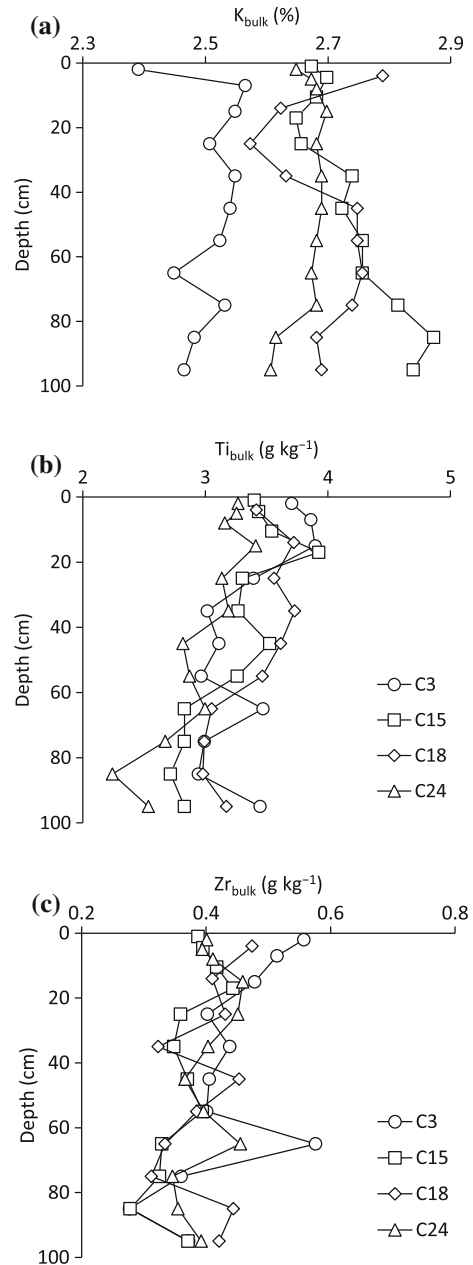 (a)
K_bulk (%)
2.3 2.5 2.7 2.9
0
20
40
60
80
100
Depth (cm)
(b)
Ti_bulk (g kg⁻¹)
2 3 4 5
0
20
40
60
80
100
Depth (cm)
C3
C15
C18
C24
(c)
Zr_bulk (g kg⁻¹)
0.2 0.4 0.6 0.8
0
20
40
60
80
100
Depth (cm)
C3
C15
C18
C24